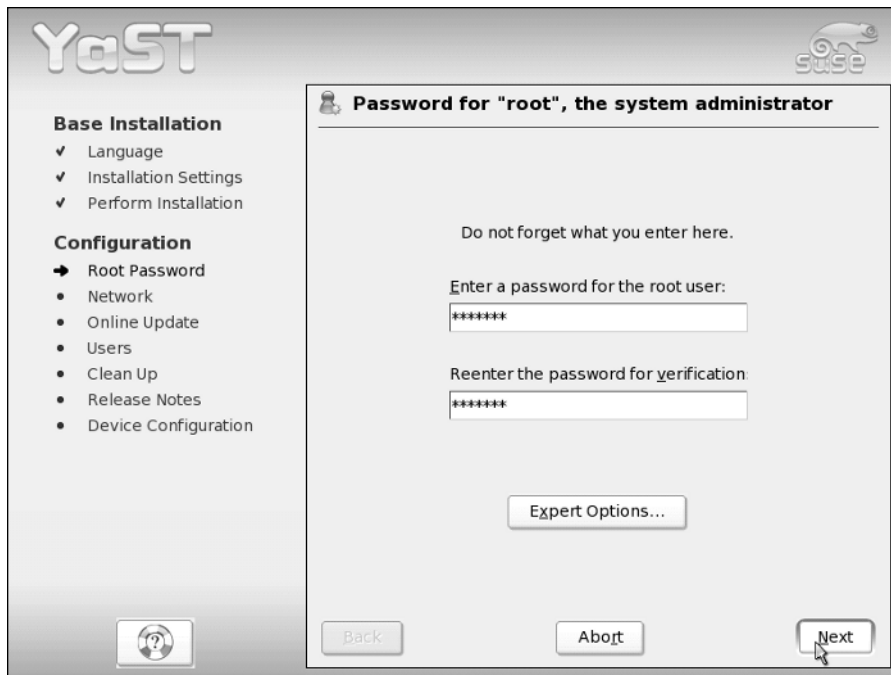 YaST
suse
Base Installation
Language
Installation Settings
Perform Installation
Configuration
Root Password
Network
Online Update
Users
Clean Up
Release Notes
Device Configuration
Password for "root", the system administrator
Do not forget what you enter here.
Enter a password for the root user:
*******
Reenter the password for verification:
*******
Expert Options...
?
Back
Abort
Next